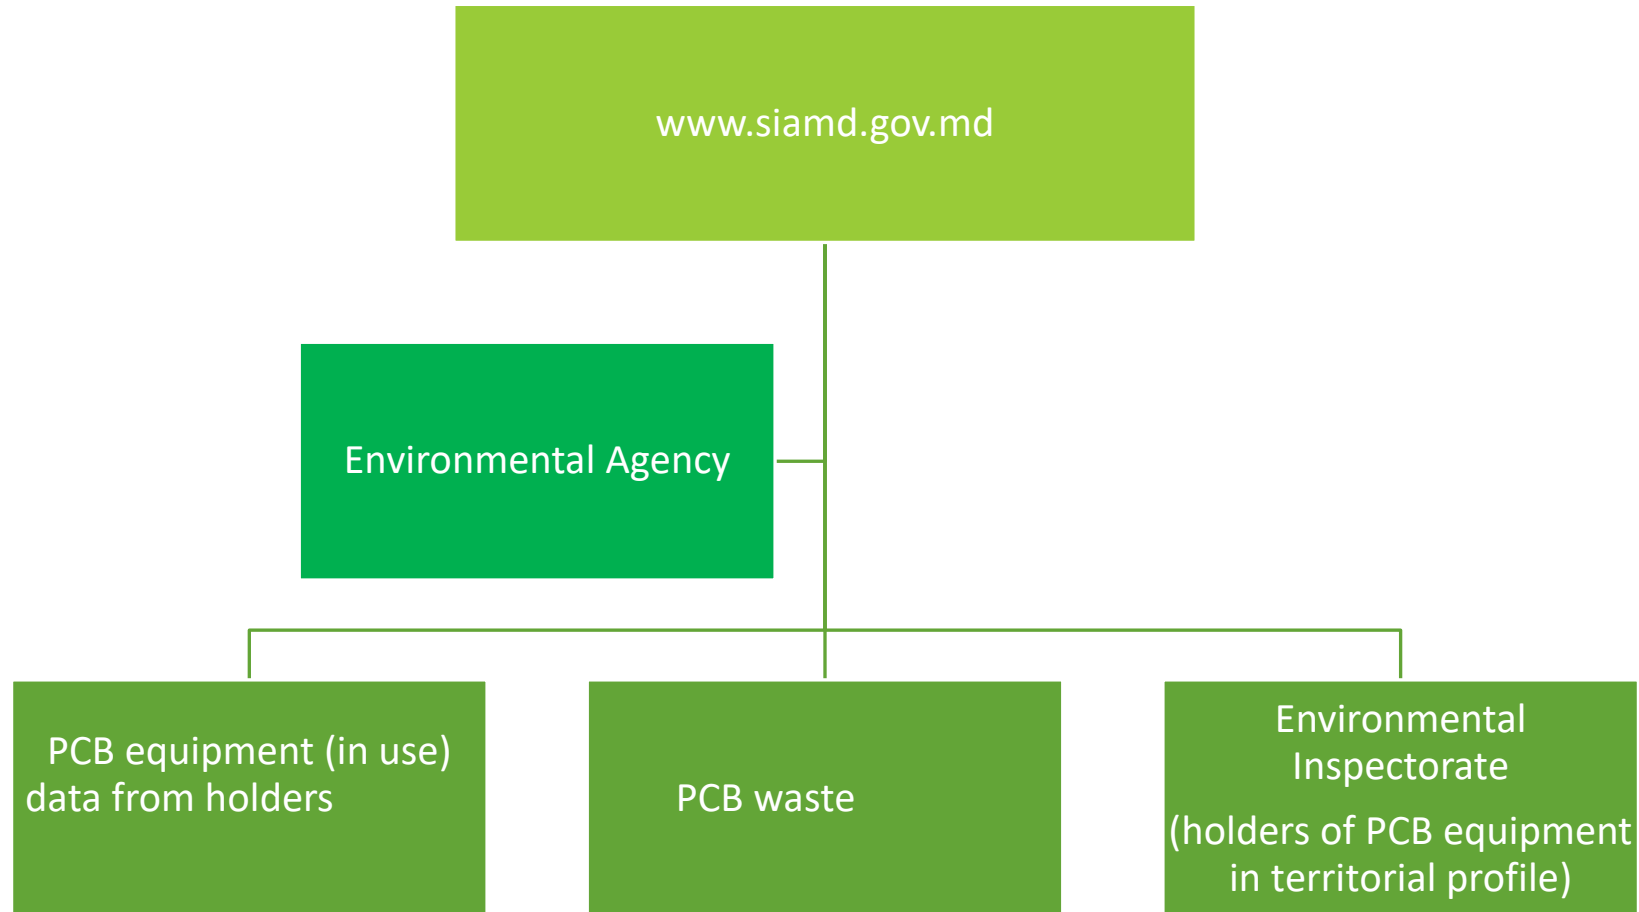 www.siamd.gov.md
Environmental Agency
PCB equipment (in use)
data from holders
PCB waste
Environmental
Inspectorate
(holders of PCB equipment
in territorial profile)